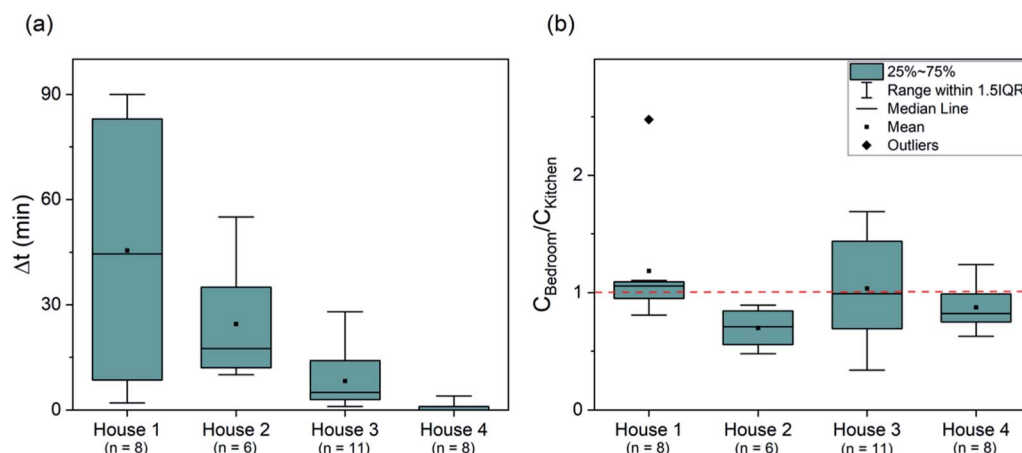 (a)
90
60
30
0
Δt (min)
House 1
(n = 8)
House 2
(n = 6)
House 3
(n = 11)
House 4
(n = 8)
(b)
25%~75%
Range within 1.5IQR
Median Line
Mean
Outliers
2
1
0
CBedroom/CKitchen
House 1
(n = 8)
House 2
(n = 6)
House 3
(n = 11)
House 4
(n = 8)